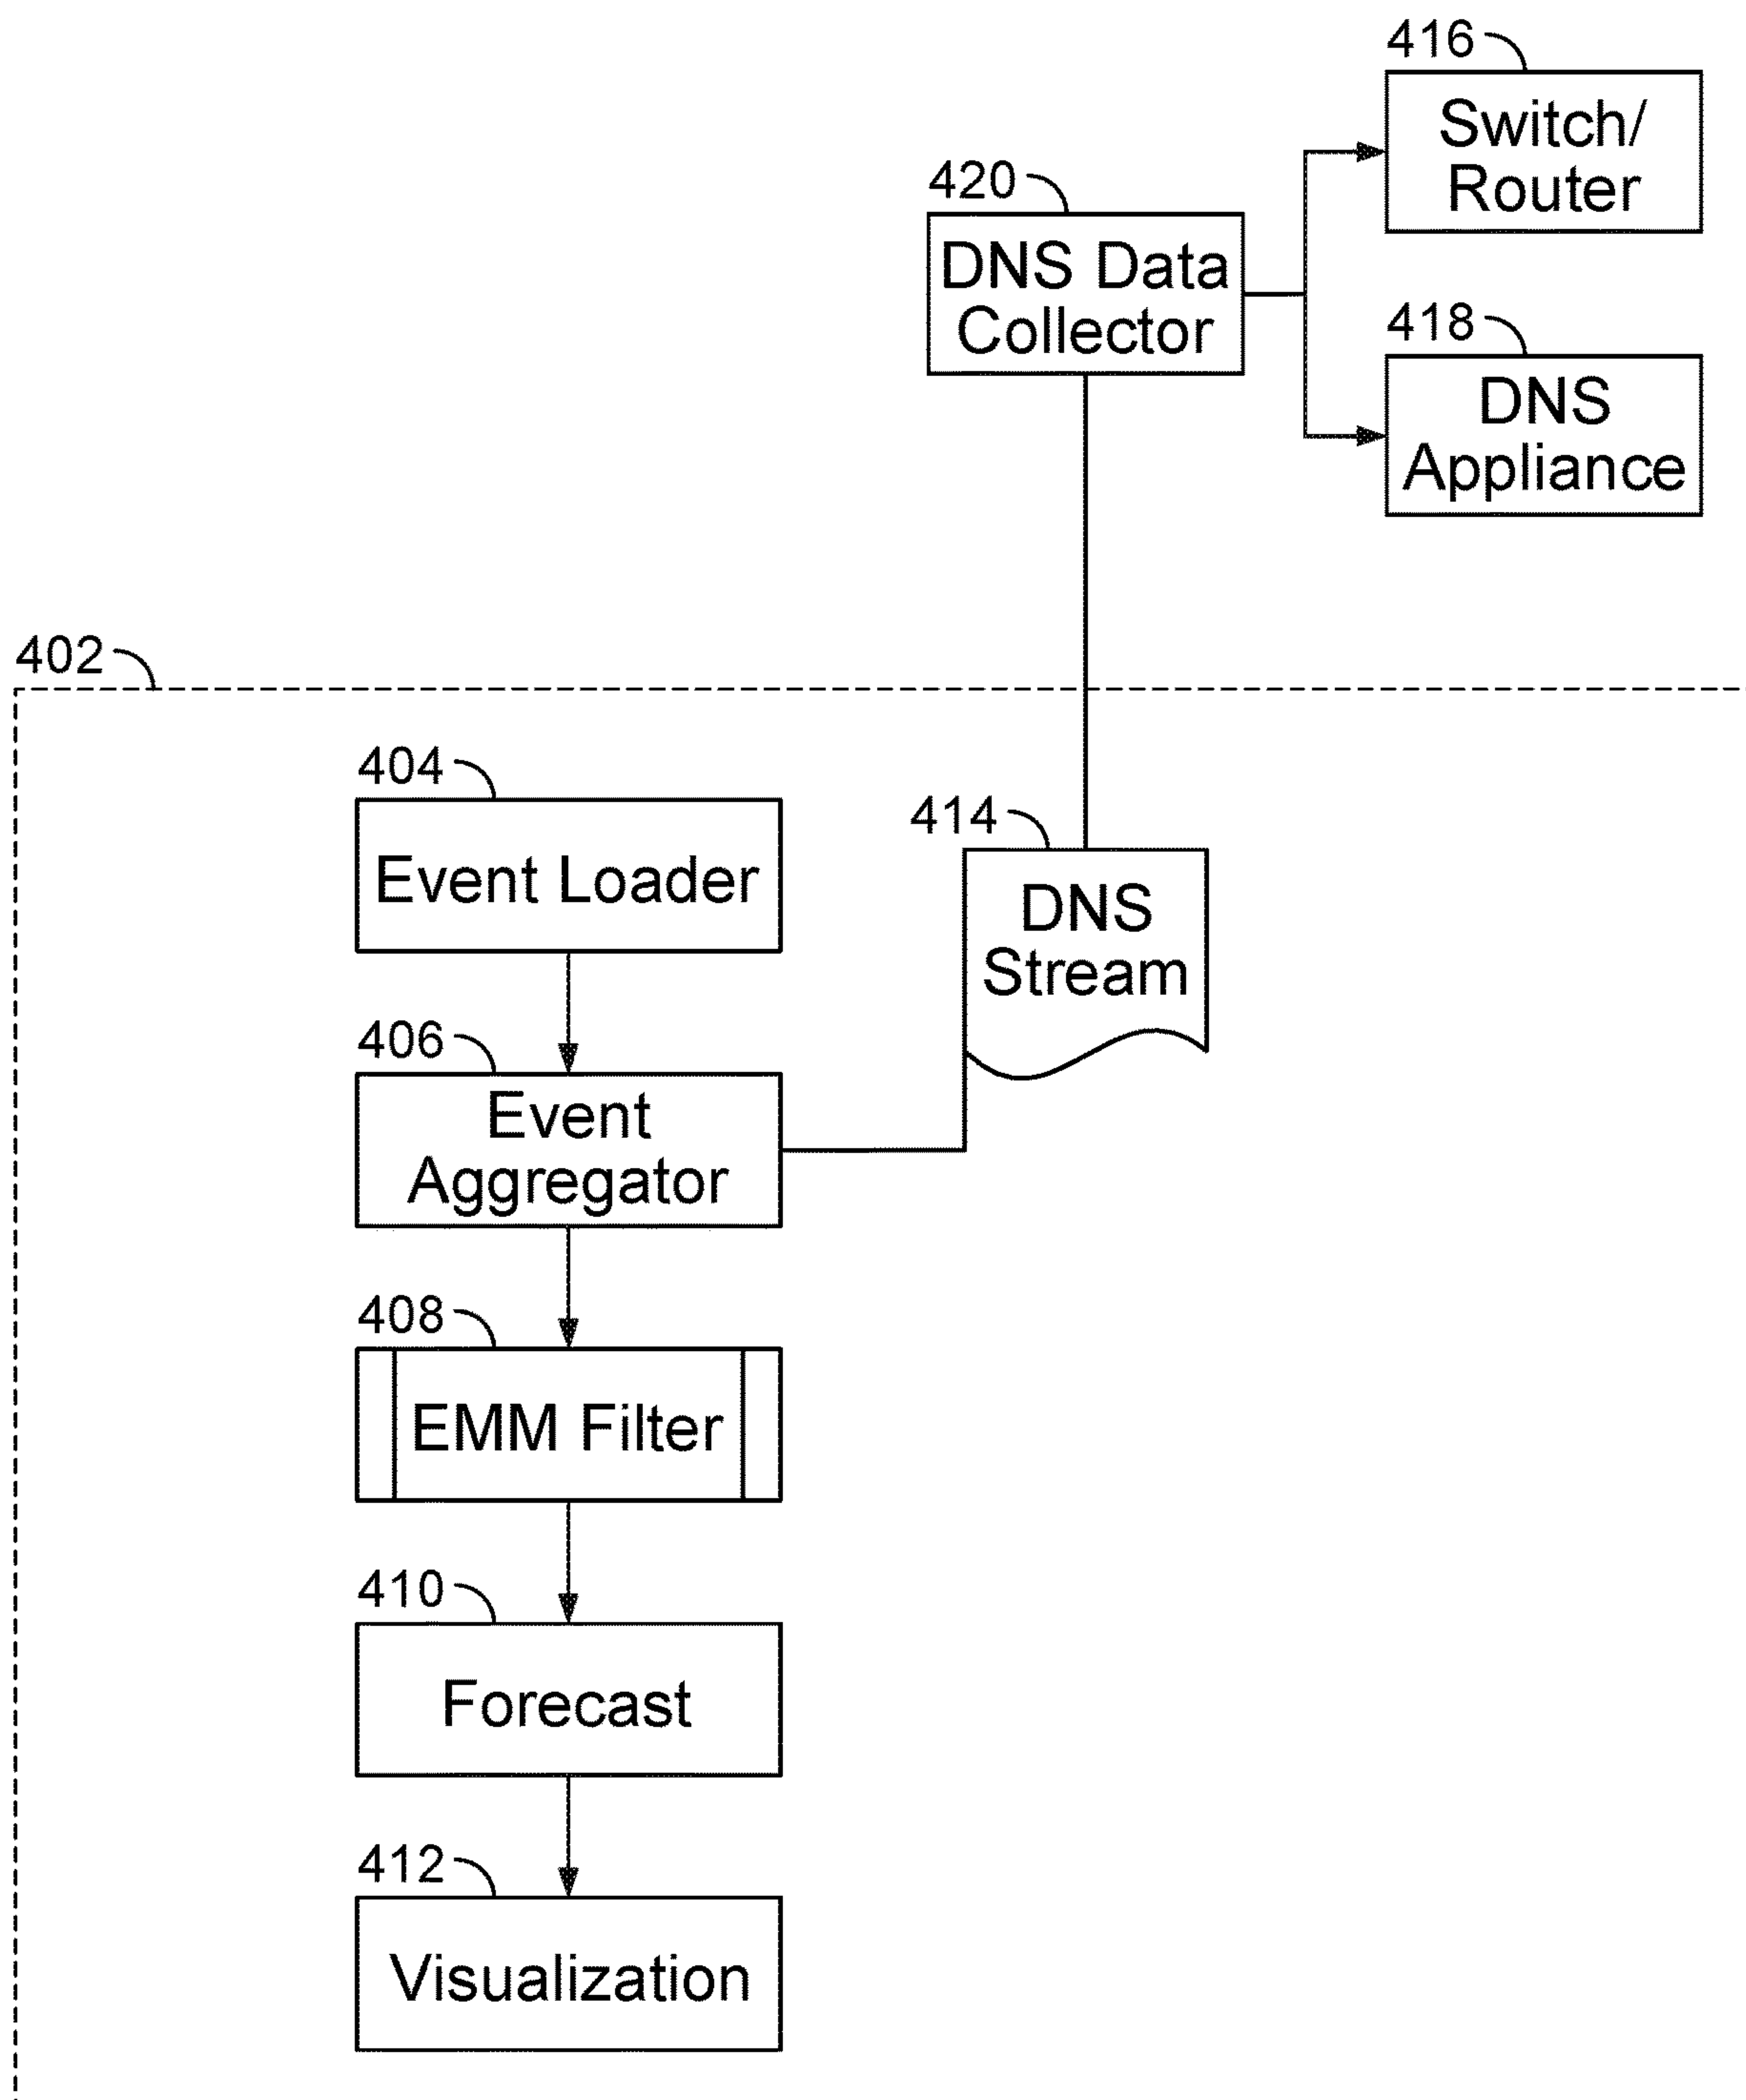 416
Switch/
Router
420
DNS Data
Collector
418
DNS
Appliance
402
404
Event Loader
414
DNS
Stream
406
Event
Aggregator
408
EMM Filter
410
Forecast
412
Visualization